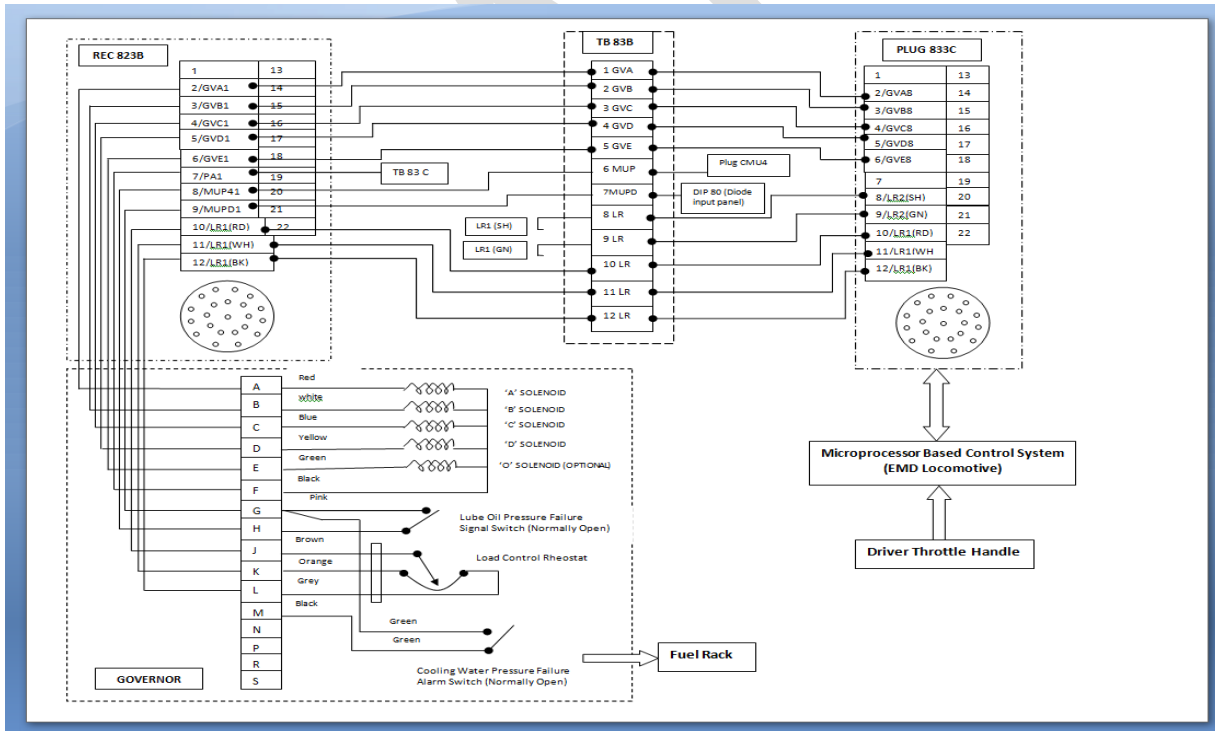 REC 823B
1 13
2/GVA1 14
3/GVB1 15
4/GVC1 16
5/GVD1 17
6/GVE1 18
7/PA1 19
8/MUP41 20
9/MUPD1 21
10/LR1(RD) 22
11/LR1(WH)
12/LR1(BK)
TB 83 C
TB 83B
1 GVA
2 GVB
3 GVC
4 GVD
5 GVE
6 MUP
7MUPD
8 LR
9 LR
10 LR
11 LR
12 LR
LR1 (SH)
LR1 (GN)
Plug CMU4
DIP 80 (Diode
input panel)
PLUG 833C
1 13
2/GVA8 14
3/GVB8 15
4/GVC8 16
5/GVD8 17
6/GVE8 18
7 19
8/LR2(SH) 20
9/LR2(GN) 21
10/LR1(RD) 22
11/LR1(WH
12/LR1(BK)
A
B
C
D
E
F
G
H
J
K
L
M
N
P
R
S
Red
white
Blue
Yellow
Green
Black
Pink
Brown
Orange
Grey
Black
Green
Green
'A' SOLENOID
'B' SOLENOID
'C' SOLENOID
'D' SOLENOID
'O' SOLENOID (OPTIONAL)
Lube Oil Pressure Failure
Signal Switch (Normally Open)
Load Control Rheostat
Cooling Water Pressure Failure
Alarm Switch (Normally Open)
GOVERNOR
Fuel Rack
Microprocessor Based Control System
(EMD Locomotive)
Driver Throttle Handle